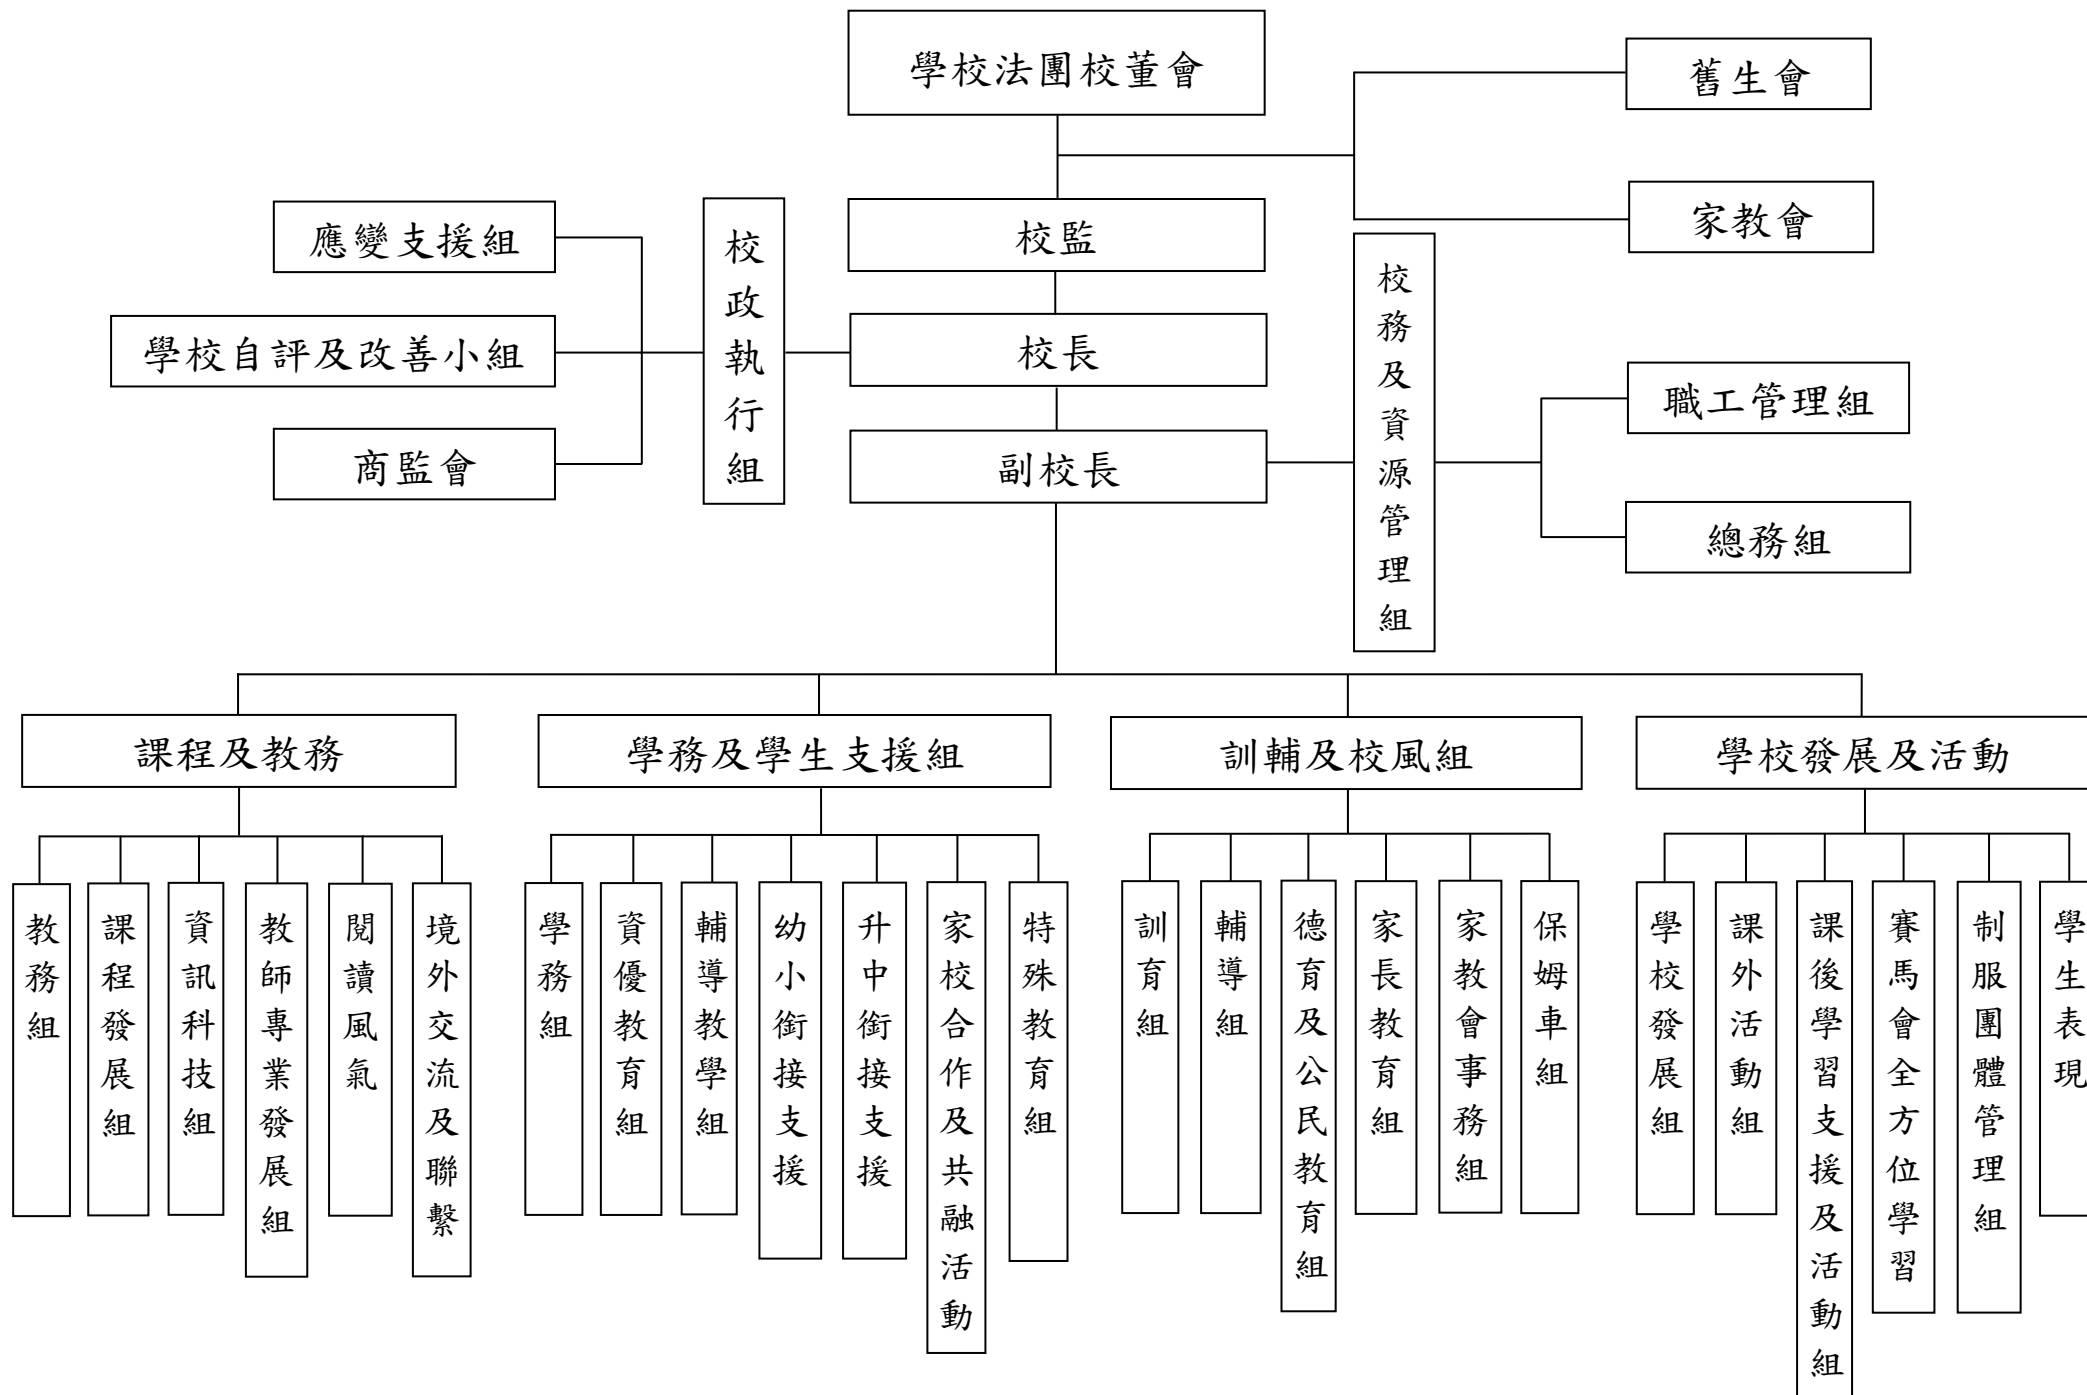 學校法團校董會
舊生會
家教會
校監
應變支援組
校政執行組
校務及資源管理組
學校自評及改善小組
校長
職工管理組
商監會
副校長
總務組
課程及教務
學務及學生支援組
訓輔及校風組
學校發展及活動
教務組
課程發展組
資訊科技組
教師專業發展組
閱讀風氣
境外交流及聯繫
學務組
資優教育組
輔導教學組
幼小銜接支援
升中銜接支援
家校合作及共融活動
特殊教育組
訓育組
輔導組
德育及公民教育組
家長教育組
家教會事務組
保姆車組
學校發展組
課外活動組
課後學習支援及活動組
賽馬會全方位學習
制服團體管理組
學生表現